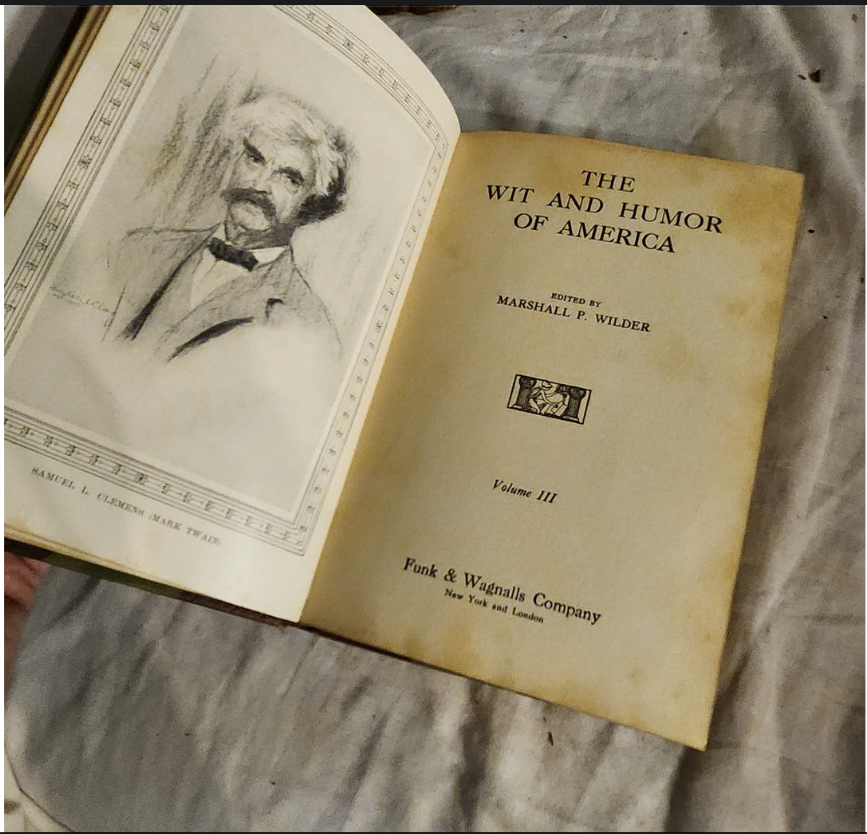 SAMUEL L. CLEMENS (MARK TWAIN)
THE
WIT AND HUMOR
OF AMERICA
EDITED BY
MARSHALL P. WILDER
Volume III
Funk & Wagnalls Company
New York and London